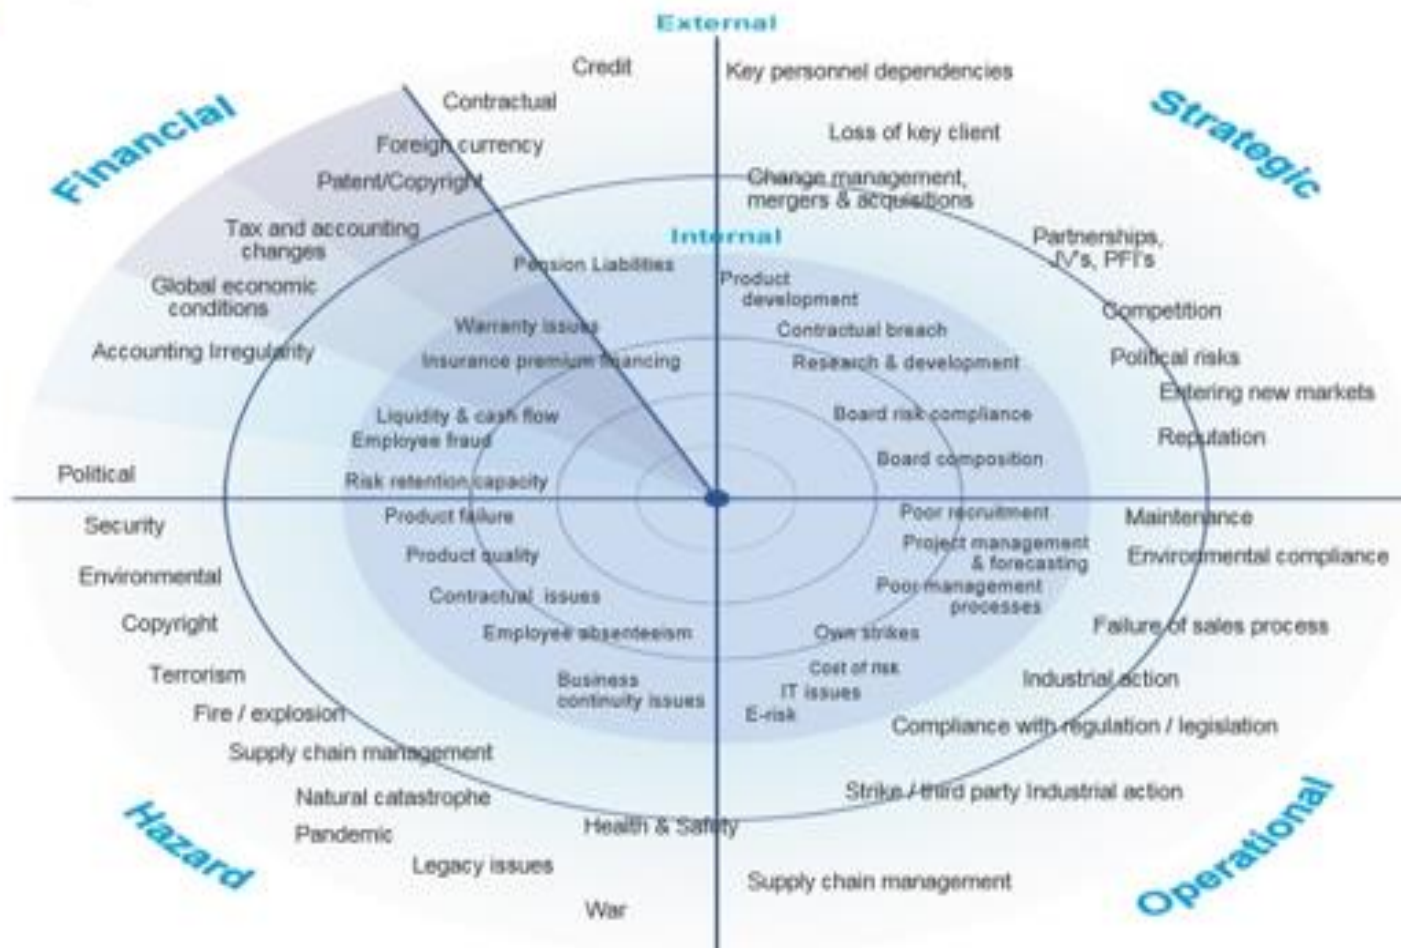 External
Financial
Credit
Contractual
Foreign currency
Patent/Copyright
Tax and accounting
changes
Global economic
conditions
Accounting Irregularity
Political
Pension Liabilities
Warranty issues
Insurance premium financing
Liquidity & cash flow
Employee fraud
Risk retention capacity
Strategic
Key personnel dependencies
Loss of key client
Change management,
mergers & acquisitions
Partnerships,
JV's, PFI's
Competition
Political risks
Entering new markets
Reputation
Internal
Product
development
Contractual breach
Research & development
Board risk compliance
Board composition
Hazard
Security
Environmental
Copyright
Terrorism
Fire / explosion
Supply chain management
Natural catastrophe
Pandemic
Legacy issues
War
Health & Safety
Product failure
Product quality
Contractual issues
Employee absenteeism
Business
continuity issues
Operational
Poor recruitment
Project management
& forecasting
Poor management
processes
Own strikes
Cost of risk
IT issues
E-risk
Maintenance
Environmental compliance
Failure of sales process
Industrial action
Compliance with regulation / legislation
Strike / third party Industrial action
Supply chain management